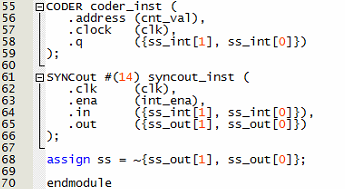 55 CODER coder_inst (
56 .address (cnt_val),
57 .clock (clk),
58 .q ({ss_int[1], ss_int[0]})
59 );
60
61 SYNCout #(14) syncout_inst (
62 .clk (clk),
63 .ena (int_ena),
64 .in ({ss_int[1], ss_int[0]}),
65 .out ({ss_out[1], ss_out[0]})
66 );
67
68 assign ss = ~{ss_out[1], ss_out[0]};
69
70 endmodule